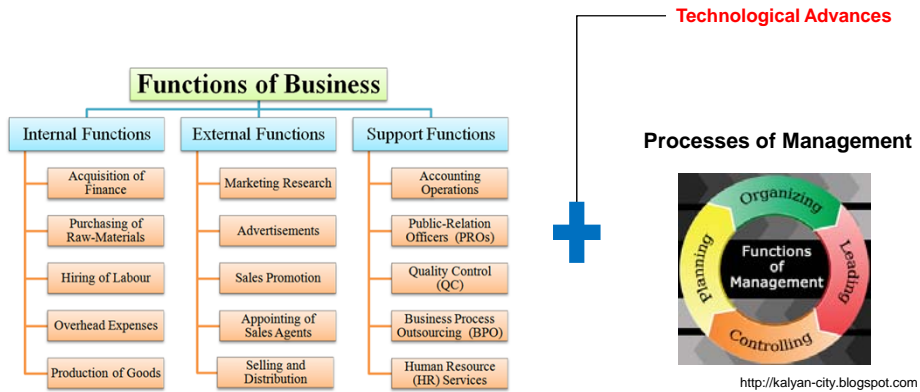 Technological Advances
Functions of Business
Internal Functions
Acquisition of
Finance
Purchasing of
Raw-Materials
Hiring of Labour
Overhead Expenses
Production of Goods
External Functions
Marketing Research
Advertisements
Sales Promotion
Appointing of
Sales Agents
Selling and
Distribution
Support Functions
Accounting
Operations
Public-Relation
Officers (PROs)
Quality Control
(QC)
Business Process
Outsourcing (BPO)
Human Resource
(HR) Services
Processes of Management
Organizing
Leading
Controlling
Planning
Functions
of
Management
http://kalyan-city.blogspot.com